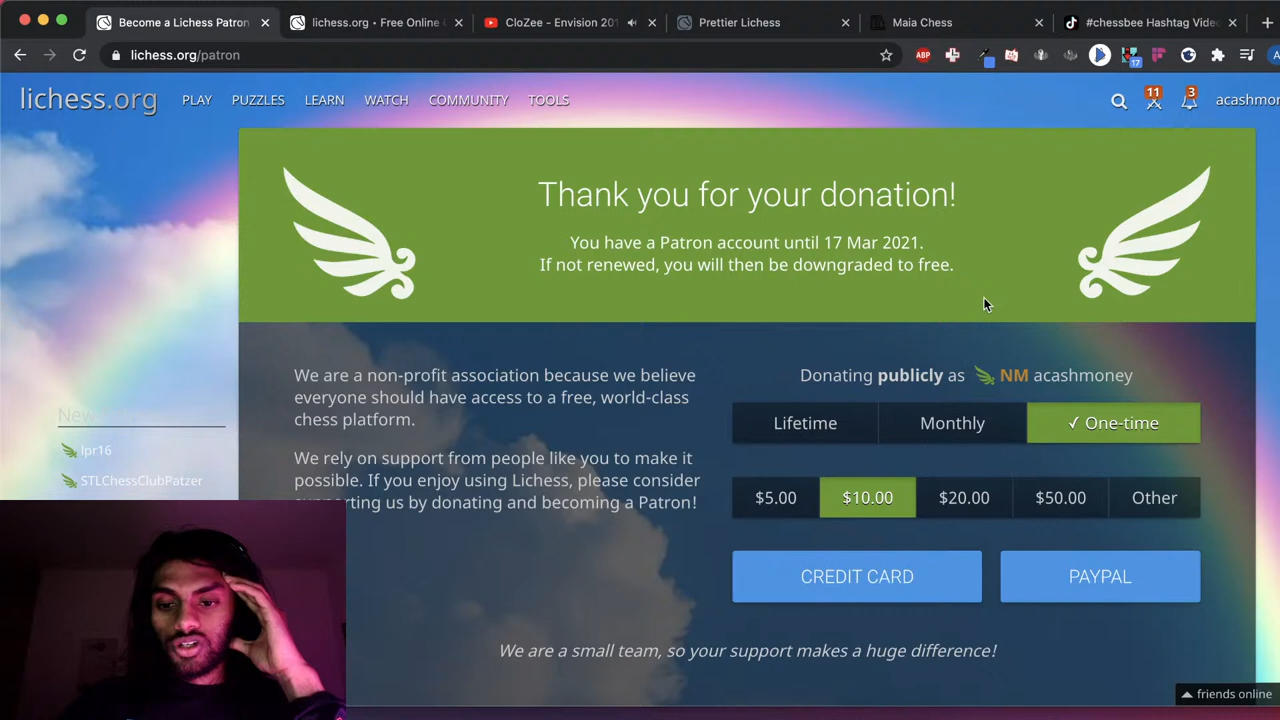 Become a Lichess Patron
lichess.org • Free Online
CloZee - Envision 201
Prettier Lichess
Maia Chess
#chessbee Hashtag Vide
lichess.org/patron
ABP
17
lichess.org
PLAY
PUZZLES
LEARN
WATCH
COMMUNITY
TOOLS
11
3
acashmon
Thank you for your donation!
You have a Patron account until 17 Mar 2021.
If not renewed, you will then be downgraded to free.
We are a non-profit association because we believe
everyone should have access to a free, world-class
chess platform.
We rely on support from people like you to make it
possible. If you enjoy using Lichess, please consider
supporting us by donating and becoming a Patron!
Donating publicly as NM acashmoney
Lifetime
Monthly
✓ One-time
$5.00
$10.00
$20.00
$50.00
Other
CREDIT CARD
PAYPAL
We are a small team, so your support makes a huge difference!
New
lpr16
STLChessClubPatzer
friends online